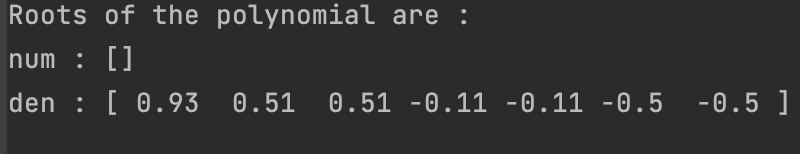 Roots of the polynomial are :
num : []
den : [ 0.93  0.51  0.51 -0.11 -0.11 -0.5  -0.5 ]